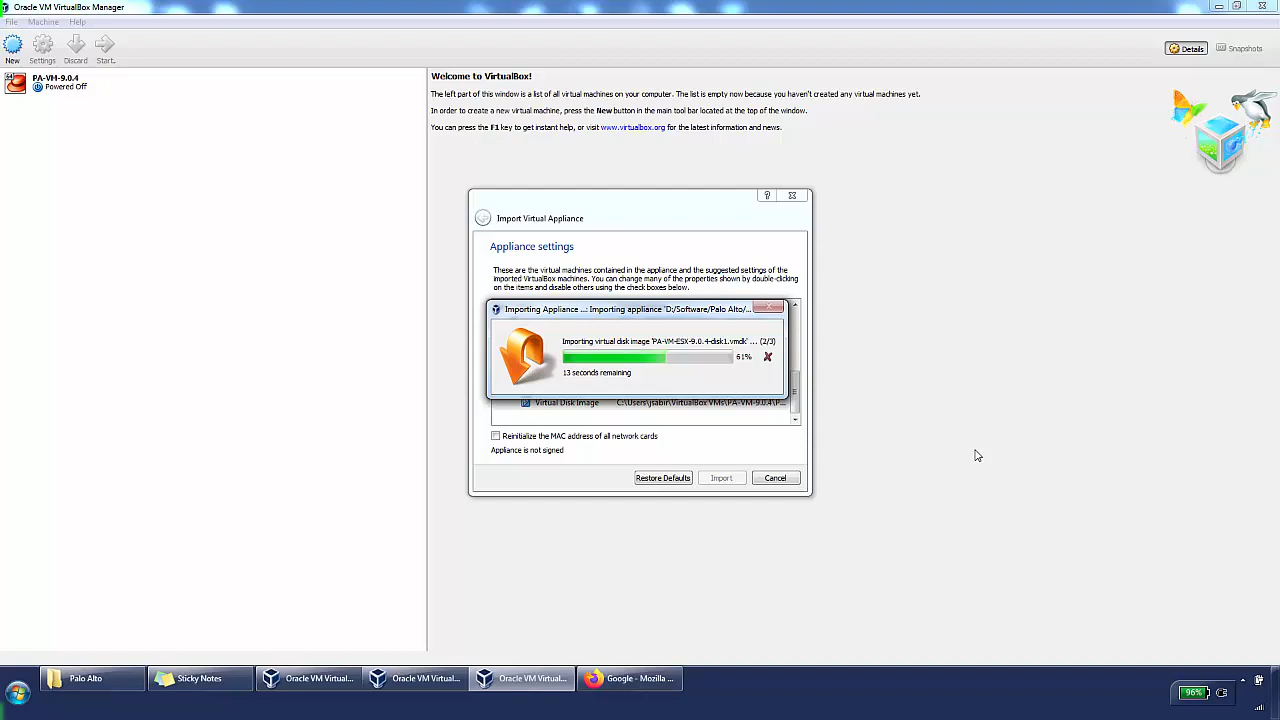 Oracle VM VirtualBox Manager
File Machine Help
New Settings Discard Start.
Details Snapshots
64
PA-VM-9.0.4
Powered Off
Welcome to VirtualBox!
The left part of this window is a list of all virtual machines on your computer. The list is empty now because you haven't created any virtual machines yet.
In order to create a new virtual machine, press the New button in the main tool bar located at the top of the window.
You can press the F1 key to get instant help, or visit www.virtualbox.org for the latest information and news.
Import Virtual Appliance
Appliance settings
These are the virtual machines contained in the appliance and the suggested settings of the
imported VirtualBox machines. You can change many of the properties shown by double-clicking
on the items and disable others using the check boxes below.
Importing Appliance ...: Importing appliance 'D:/Software/Palo Alto/...
Importing virtual disk image 'PA-VM-ESX-9.0.4-disk1.vmdk' ... (2/3)
61%
13 seconds remaining
Virtual Disk Image C:\Users\jsabir\VirtualBox VMs\PA-VM-9.0.4\P...
Reinitialize the MAC address of all network cards
Appliance is not signed
Restore Defaults Import Cancel
Palo Alto Sticky Notes Oracle VM Virtual... Oracle VM Virtual... Oracle VM Virtual... Google - Mozilla ...
96%